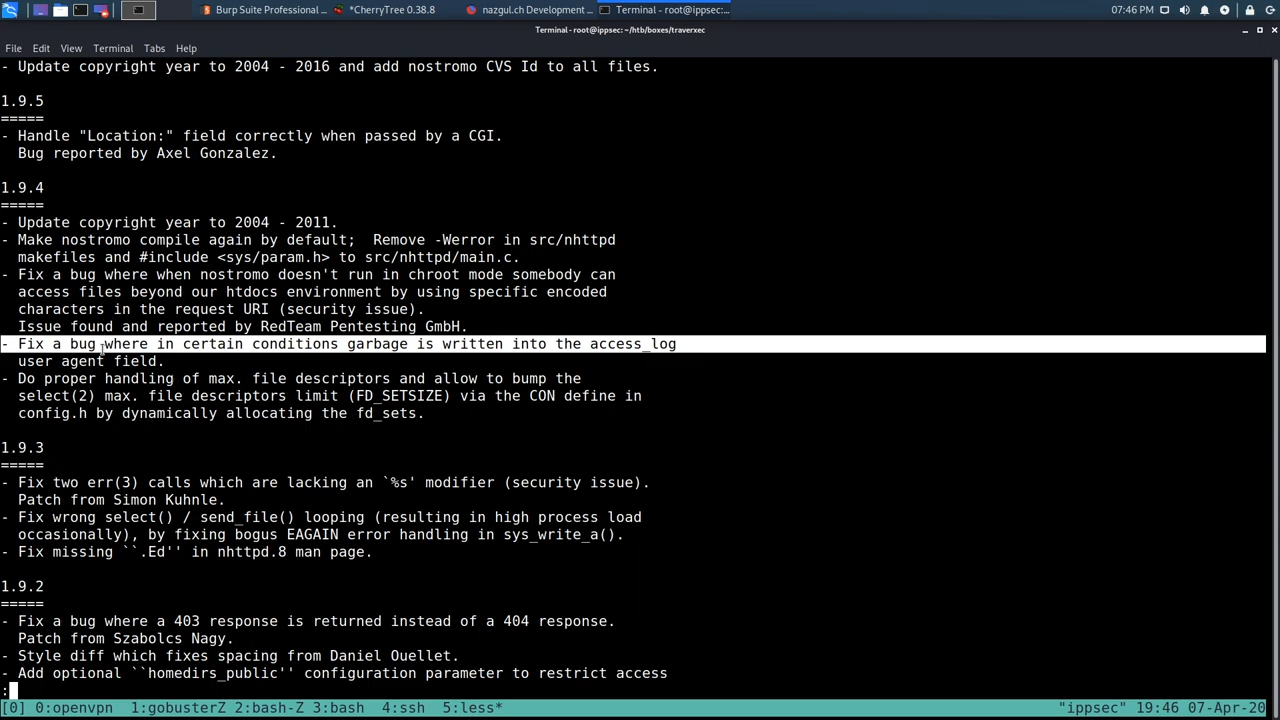 Burp Suite Professional ...
*CherryTree 0.38.8
nazgul.ch Development ...
Terminal - root@ippsec:...
07:46 PM
Terminal - root@ippsec: ~/htb/boxes/traverxec
File Edit View Terminal Tabs Help
- Update copyright year to 2004 - 2016 and add nostromo CVS Id to all files.
1.9.5
=====
- Handle "Location:" field correctly when passed by a CGI.
Bug reported by Axel Gonzalez.
1.9.4
=====
- Update copyright year to 2004 - 2011.
- Make nostromo compile again by default;  Remove -Werror in src/nhttpd
makefiles and #include <sys/param.h> to src/nhttpd/main.c.
- Fix a bug where when nostromo doesn't run in chroot mode somebody can
access files beyond our htdocs environment by using specific encoded
characters in the request URI (security issue).
Issue found and reported by RedTeam Pentesting GmbH.
- Fix a bug where in certain conditions garbage is written into the access_log
user agent field.
- Do proper handling of max. file descriptors and allow to bump the
select(2) max. file descriptors limit (FD_SETSIZE) via the CON define in
config.h by dynamically allocating the fd_sets.
1.9.3
=====
- Fix two err(3) calls which are lacking an `%s' modifier (security issue).
Patch from Simon Kuhnle.
- Fix wrong select() / send_file() looping (resulting in high process load
occasionally), by fixing bogus EAGAIN error handling in sys_write_a().
- Fix missing ``.Ed'' in nhttpd.8 man page.
1.9.2
=====
- Fix a bug where a 403 response is returned instead of a 404 response.
Patch from Szabolcs Nagy.
- Style diff which fixes spacing from Daniel Ouellet.
- Add optional ``homedirs_public'' configuration parameter to restrict access
:
[0] 0:openvpn  1:gobusterZ 2:bash-Z 3:bash  4:ssh  5:less* "ippsec" 19:46 07-Apr-20